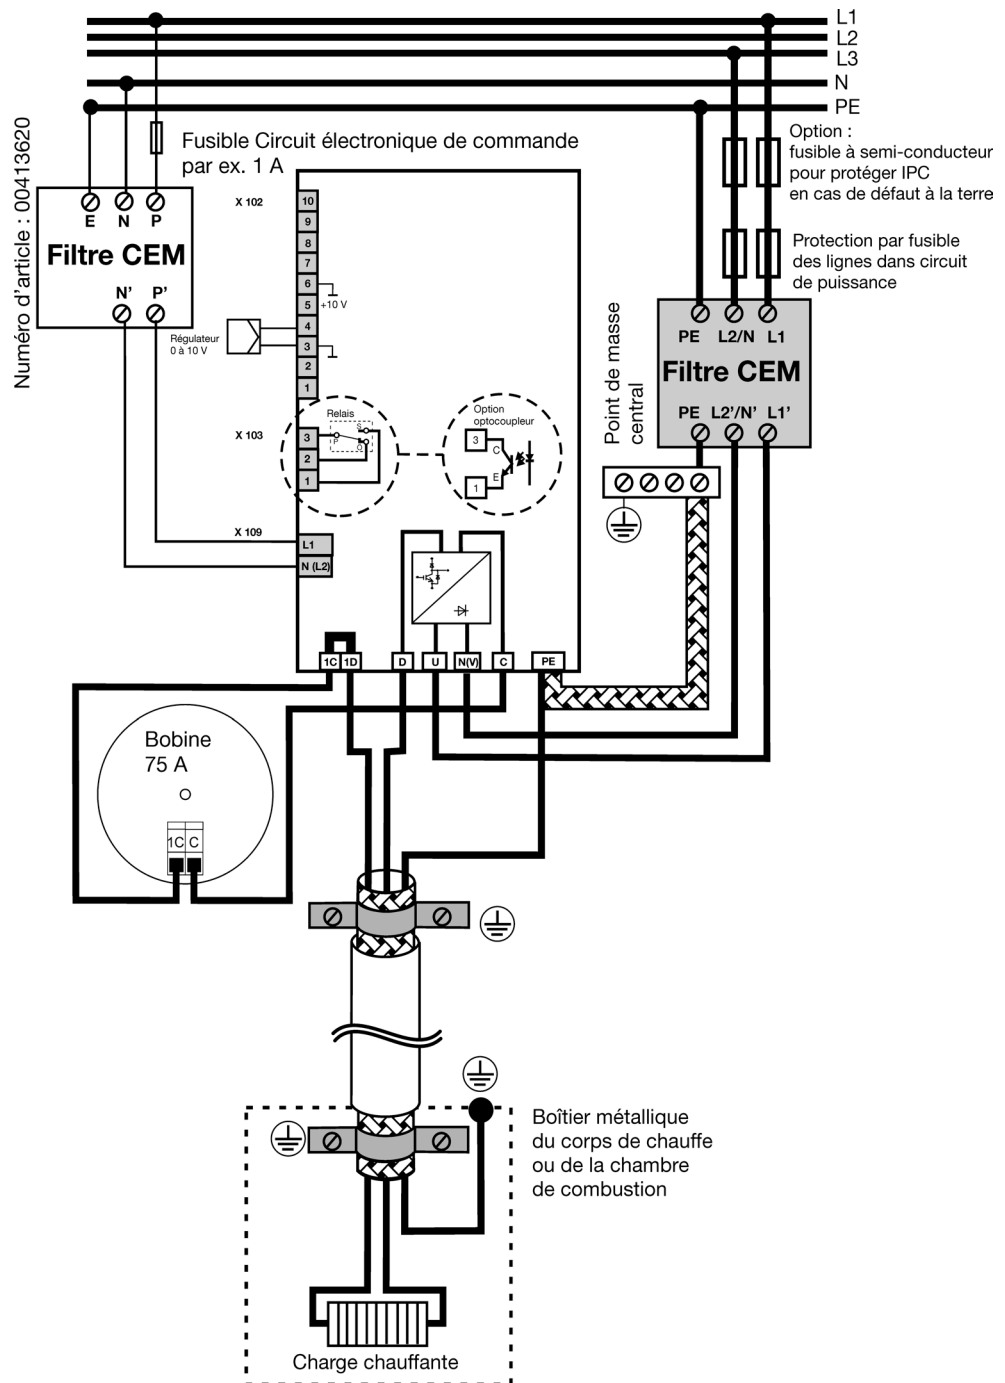 L1
L2
L3
N
PE
Numéro d'article : 00413620
Fusible Circuit électronique de commande
par ex. 1 A
Option :
fusible à semi-conducteur
pour protéger IPC
en cas de défaut à la terre
Protection par fusible
des lignes dans circuit
de puissance
E N P
Filtre CEM
N' P'
X 102
10
9
8
7
6
5
+10 V
4
3
2
1
Régulateur
0 à 10 V
PE L2/N L1
Filtre CEM
PE L2'/N' L1'
Point de masse
central
X 103
3
2
1
Relais
S
P
O
Option
optocoupleur
3
C
E
1
X 109
L1
N (L2)
1C 1D D U N(V) C PE
Bobine
75 A
1C C
Boîtier métallique
du corps de chauffe
ou de la chambre
de combustion
Charge chauffante